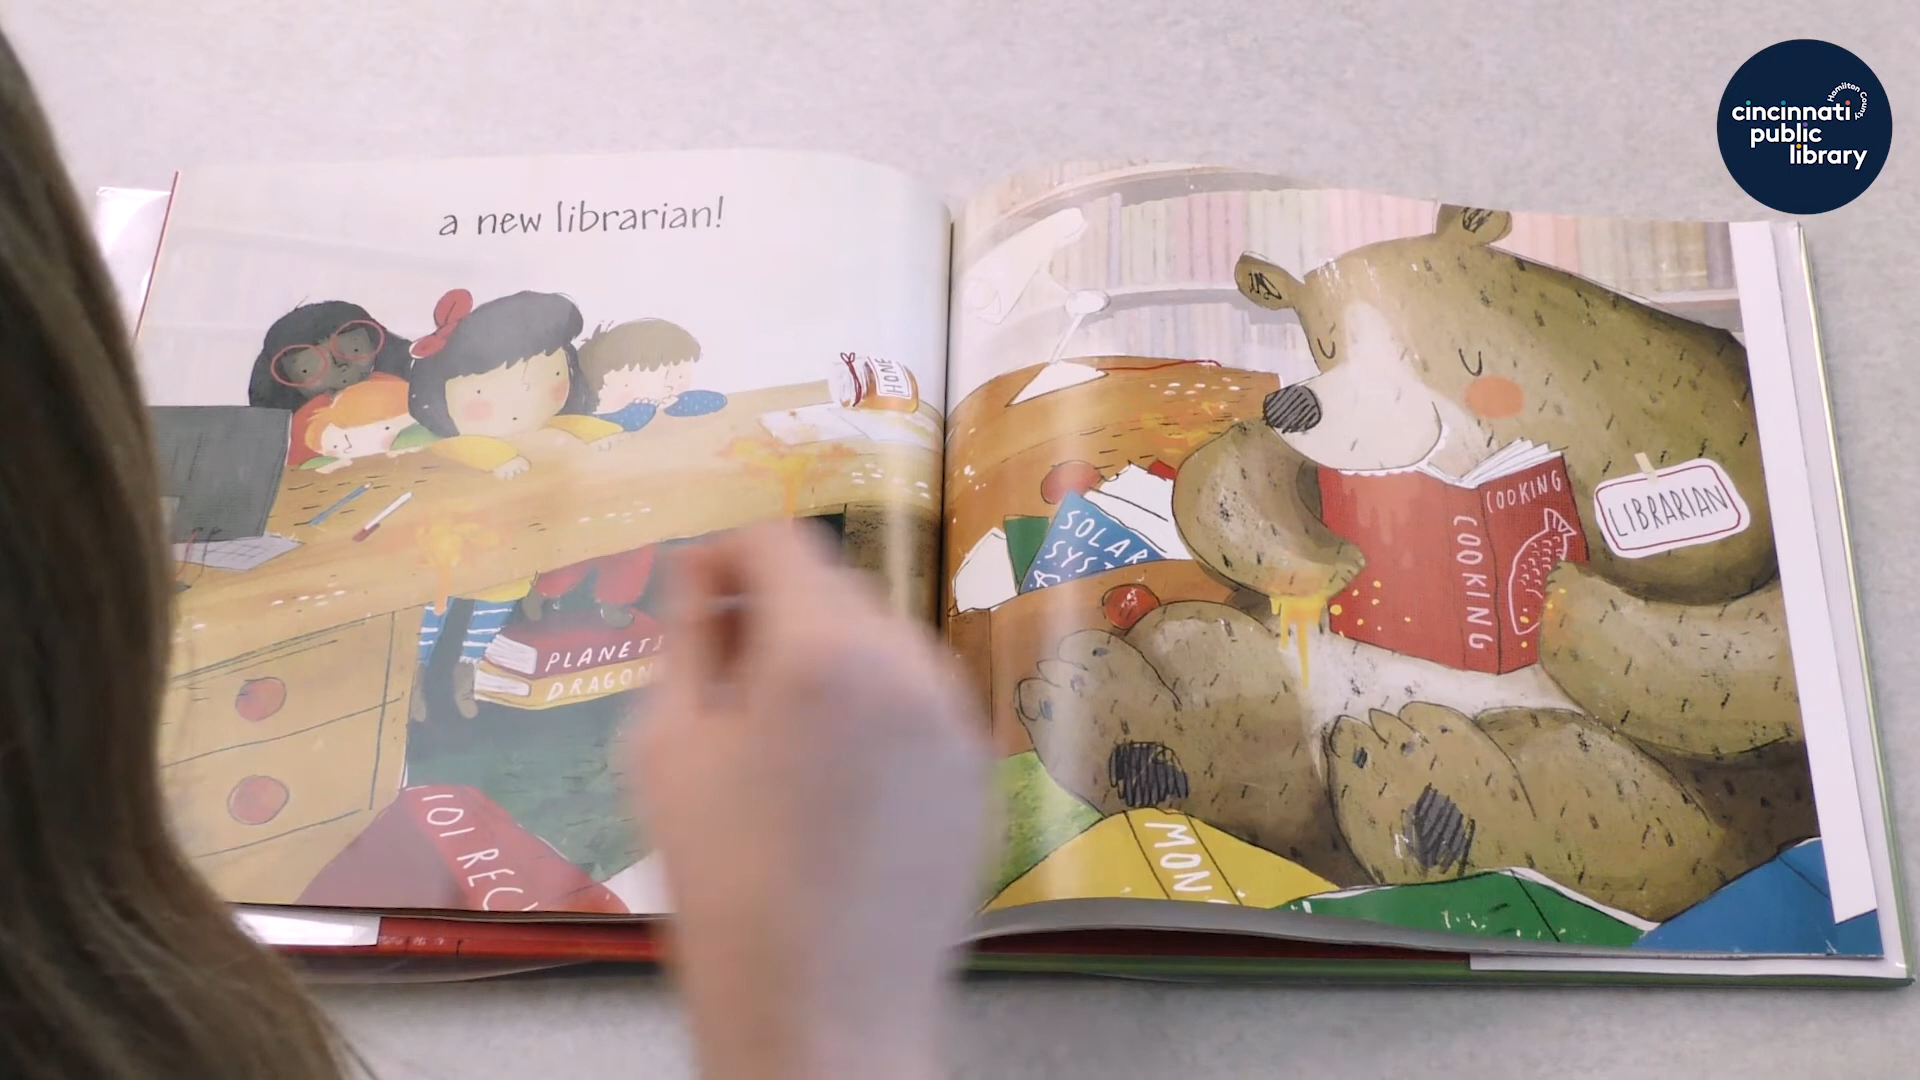 Hamilton County
cincinnati
public
library
a new librarian!
HONE
PLANETS
DRAGON
101 REC
SOLAR
SYST
COOKING
COOKING
LIBRARIAN
MON